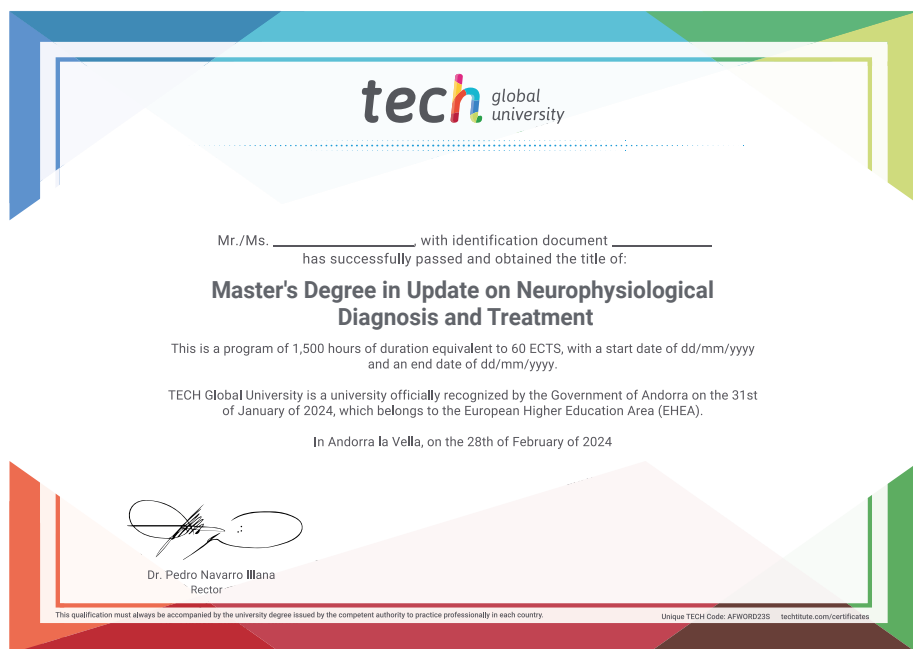 tech global
university
Mr./Ms. ____________, with identification document ____________
has successfully passed and obtained the title of:
Master's Degree in Update on Neurophysiological
Diagnosis and Treatment
This is a program of 1,500 hours of duration equivalent to 60 ECTS, with a start date of dd/mm/yyyy
and an end date of dd/mm/yyyy.
TECH Global University is a university officially recognized by the Government of Andorra on the 31st
of January of 2024, which belongs to the European Higher Education Area (EHEA).
In Andorra la Vella, on the 28th of February of 2024
Dr. Pedro Navarro Illana
Rector
This qualification must always be accompanied by the university degree issued by the competent authority to practice professionally in each country.
Unique TECH Code: AFWORD23S techtitute.com/certificates